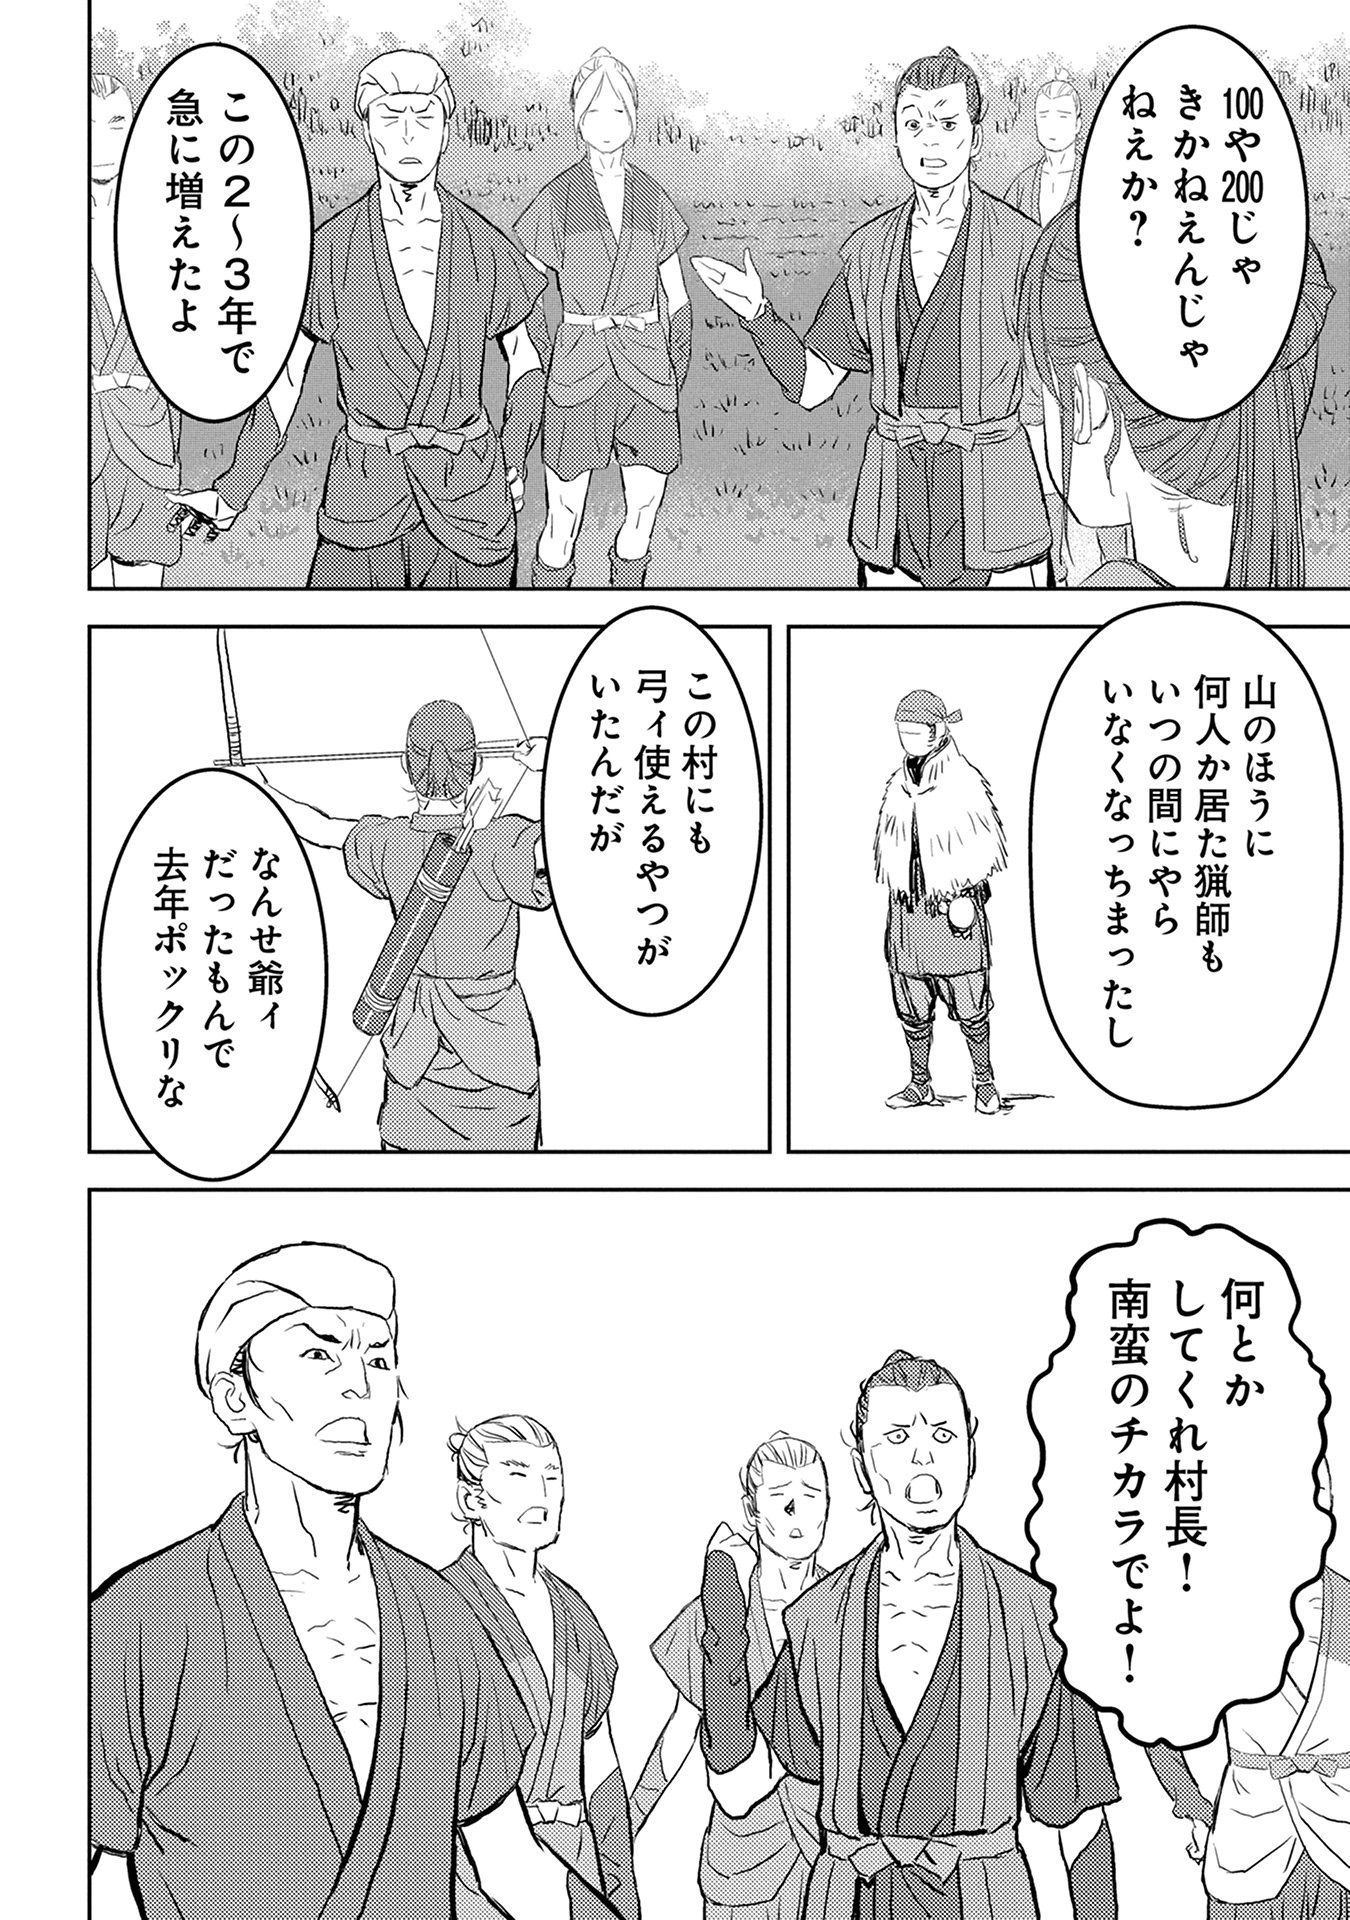 100や200じゃ
きかねえんじゃ
ねえか？
この2〜3年で
急に増えたよ
山のほうに
何人か居た猟師も
いつの間にやら
いなくなっちまったし
この村にも
弓ィ使えるやつが
いたんだが
なんせ爺ィ
だったもんで
去年ポックリな
何とか
してくれ村長！
南蛮のチカラでよ！